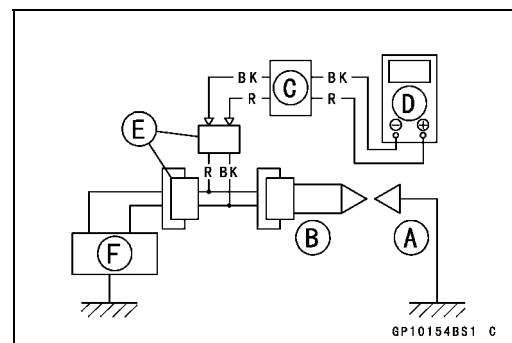 BK C BK
R R
D
⊖ ⊕
E
R BK
B A
F
GP10154BS1 C